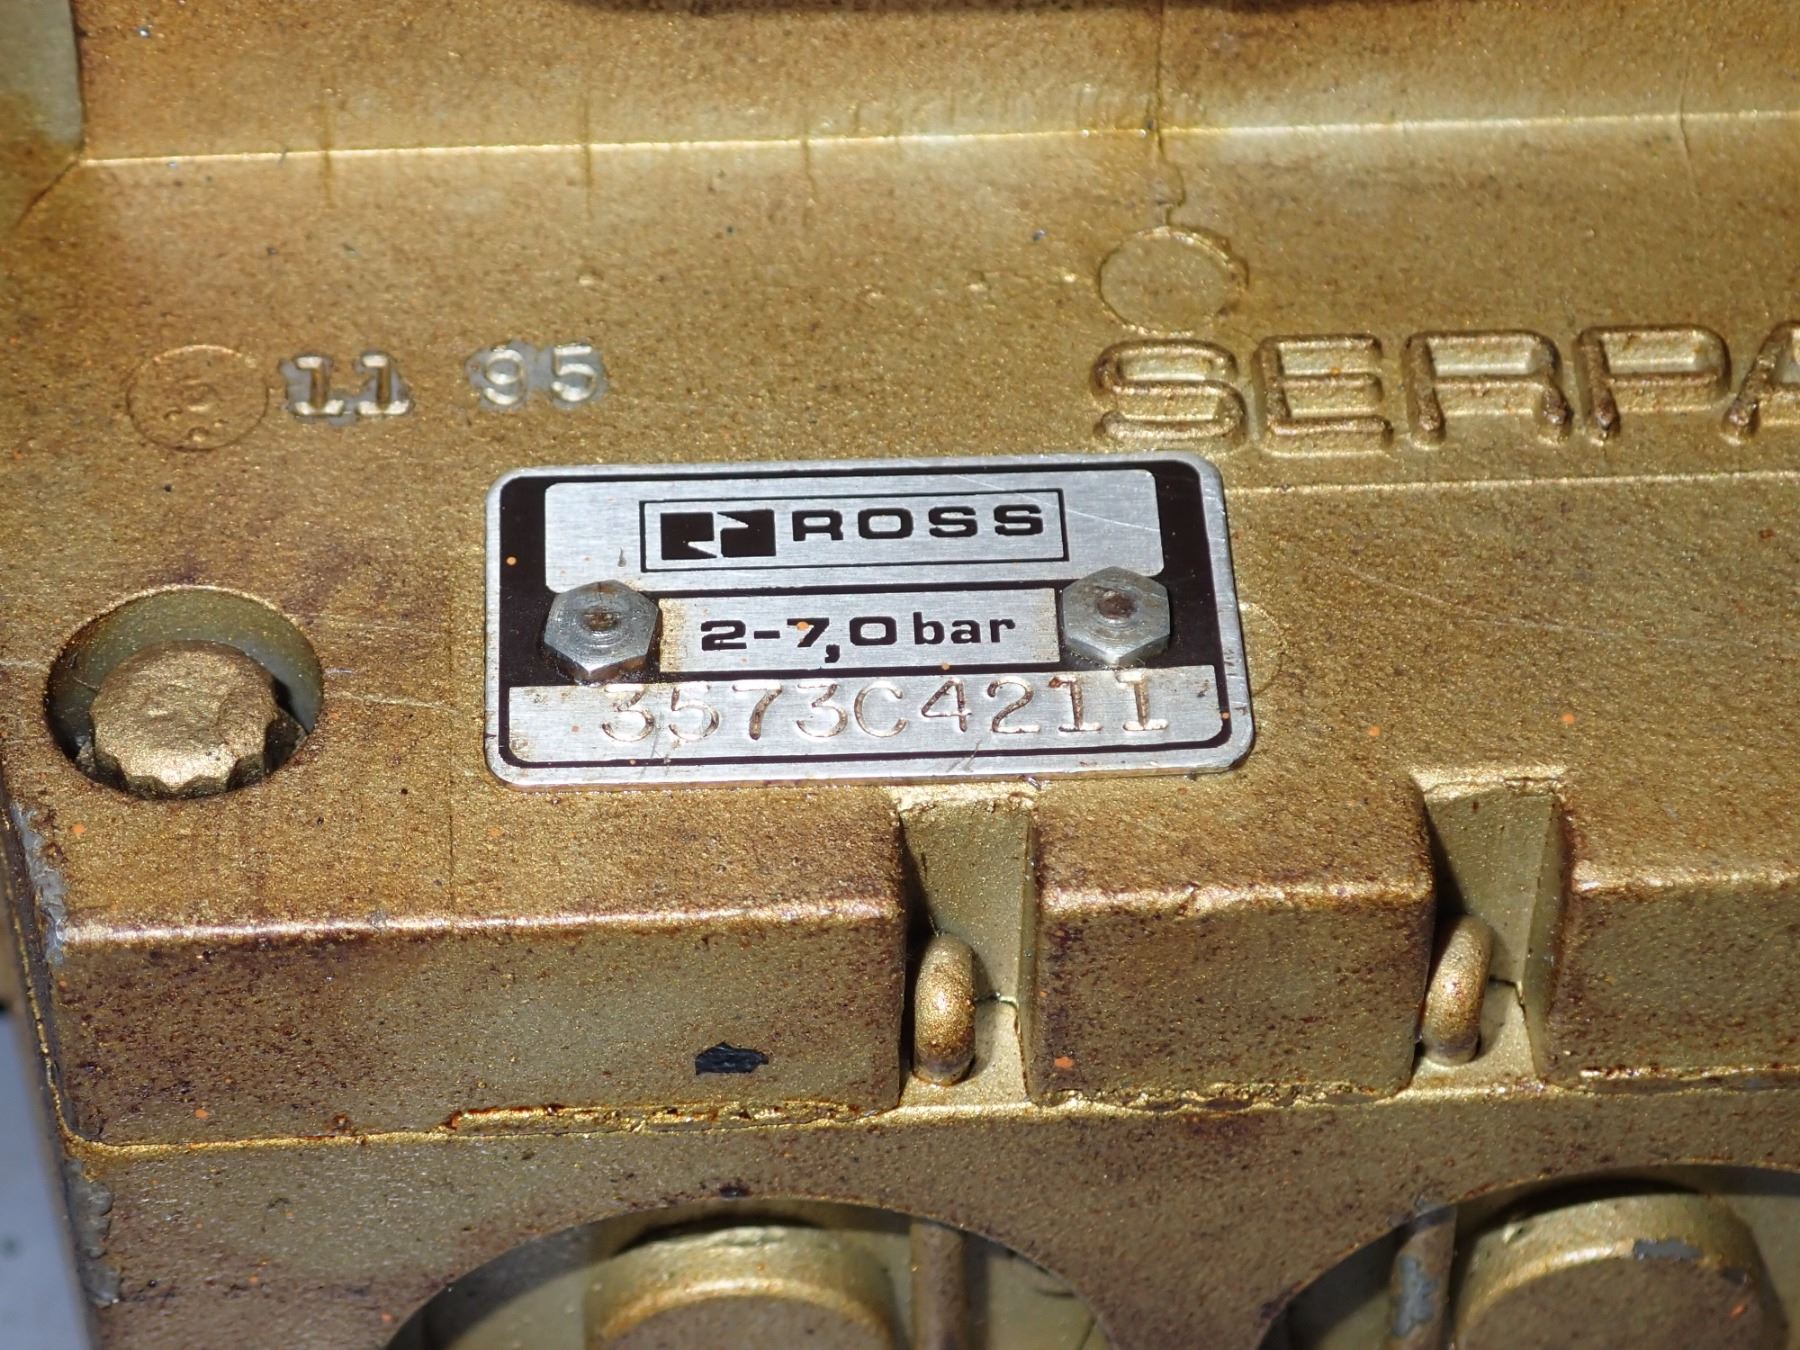 11 95
SERPA
ROSS
2-7,0 bar
3573C4211